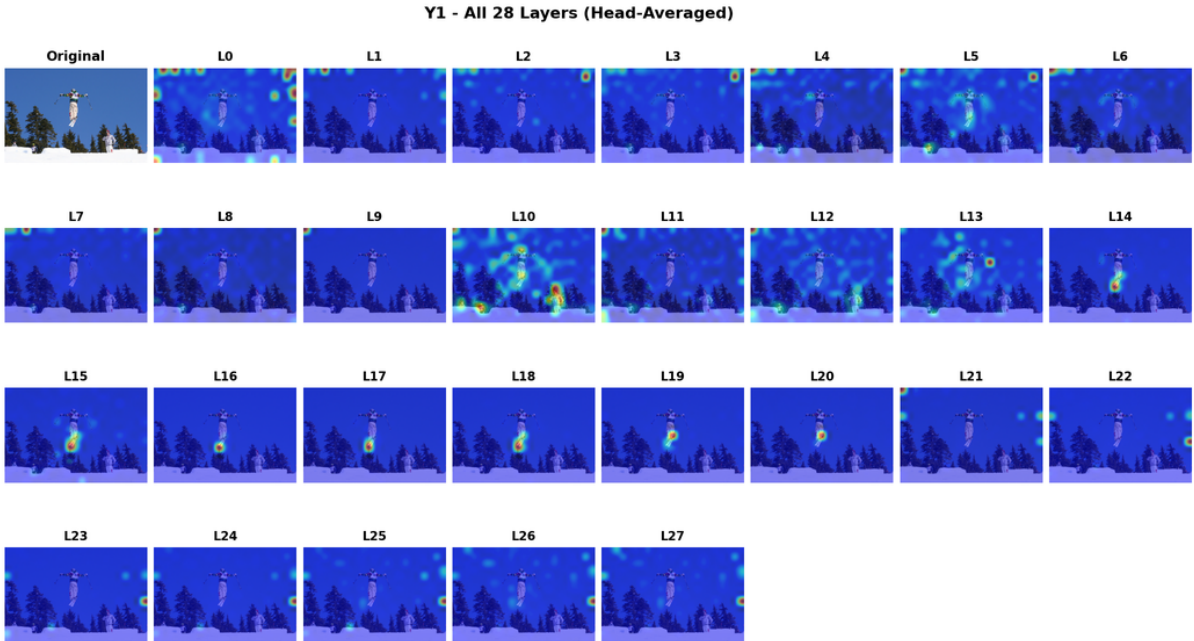 Y1 - All 28 Layers (Head-Averaged)
Original L0 L1 L2 L3 L4 L5 L6
L7 L8 L9 L10 L11 L12 L13 L14
L15 L16 L17 L18 L19 L20 L21 L22
L23 L24 L25 L26 L27